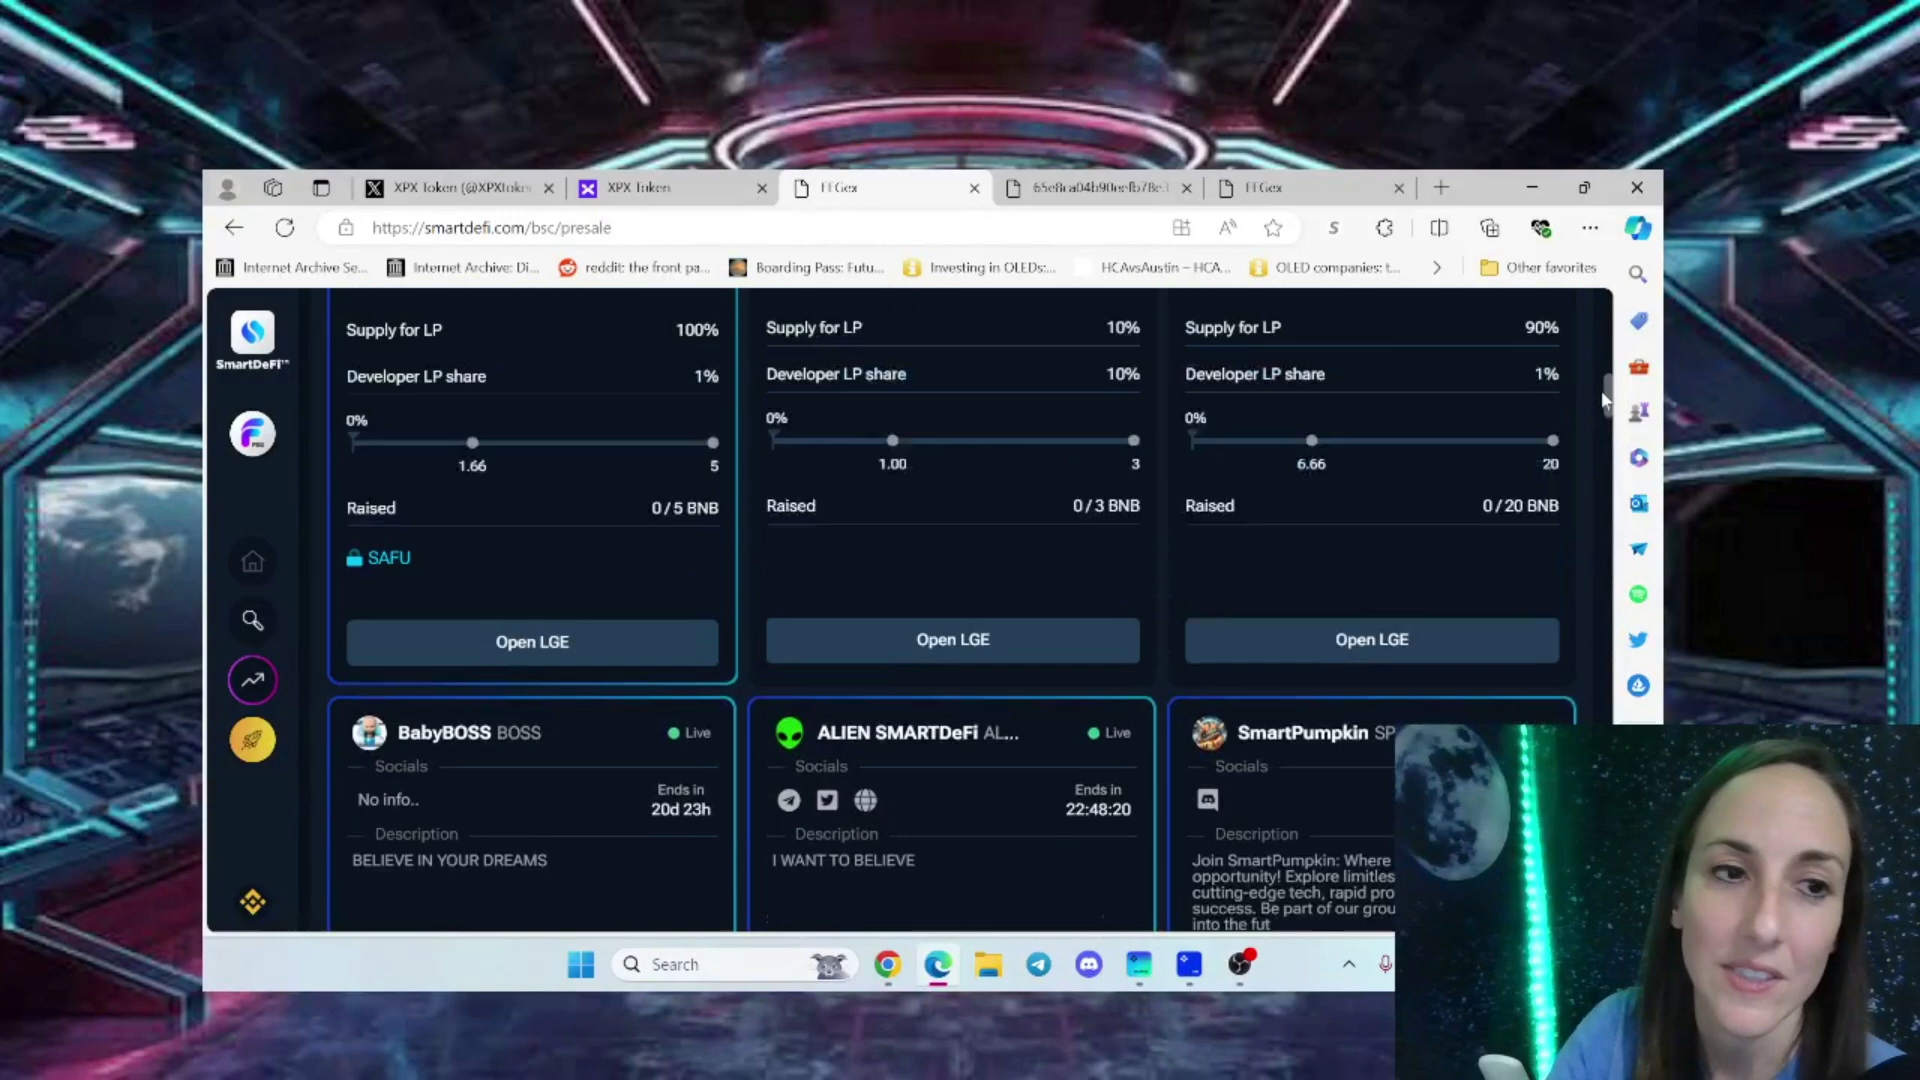 XPX Token (@XPXtoken
XPX Token
FEGex
FEGex
https://smartdefi.com/bsc/presale
Internet Archive Se...
Internet Archive: Di...
reddit: the front pa...
Boarding Pass: Futu...
Investing in OLEDs:...
HCAvsAustin – HCA...
OLED companies: t...
Other favorites
SmartDeFi™
Supply for LP 100%
Developer LP share 1%
0%
1.66 5
Raised 0 / 5 BNB
SAFU
Open LGE
Supply for LP 10%
Developer LP share 10%
0%
1.00 3
Raised 0 / 3 BNB
Open LGE
Supply for LP 90%
Developer LP share 1%
0%
6.66 20
Raised 0 / 20 BNB
Open LGE
BabyBOSS BOSS Live
Socials
No info..
Ends in
20d 23h
Description
BELIEVE IN YOUR DREAMS
ALIEN SMARTDeFi AL... Live
Socials
Ends in
22:48:20
Description
I WANT TO BELIEVE
SmartPumpkin SP
Socials
Description
Join SmartPumpkin: Where
opportunity! Explore limitles
cutting-edge tech, rapid pro
success. Be part of our grou
into the fut
Search